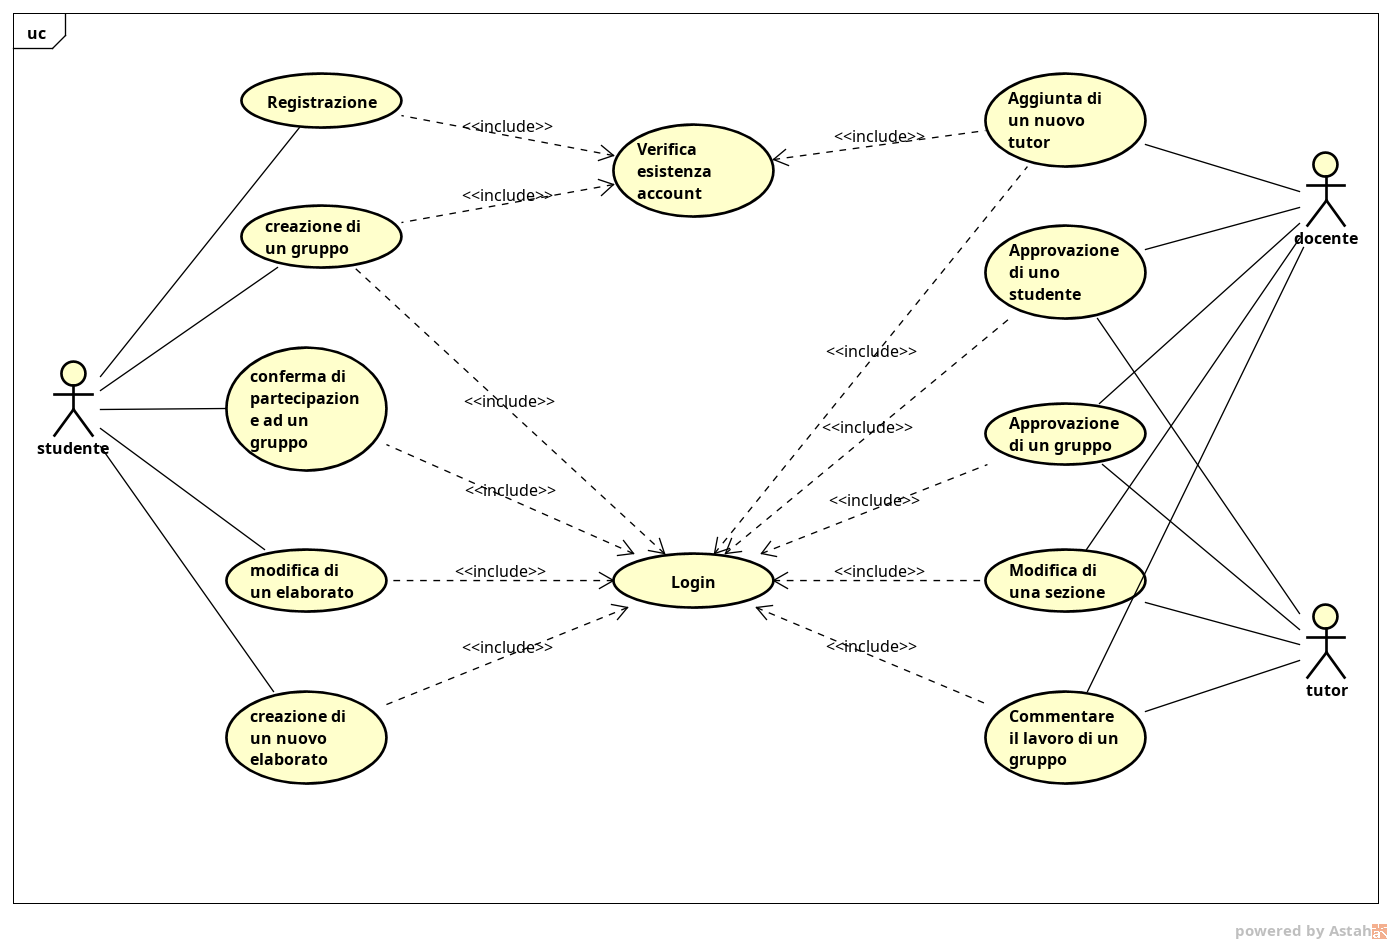 uc
Registrazione
<<include>>
Verifica
esistenza
account
<<include>>
Aggiunta di
un nuovo
tutor
creazione di
un gruppo
<<include>>
docente
Approvazione
di uno
studente
<<include>>
conferma di
partecipazion
e ad un
gruppo
<<include>>
<<include>>
Approvazione
di un gruppo
studente
<<include>>
<<include>>
modifica di
un elaborato
<<include>>
Login
<<include>>
Modifica di
una sezione
<<include>>
<<include>>
tutor
creazione di
un nuovo
elaborato
Commentare
il lavoro di un
gruppo
powered by Astah